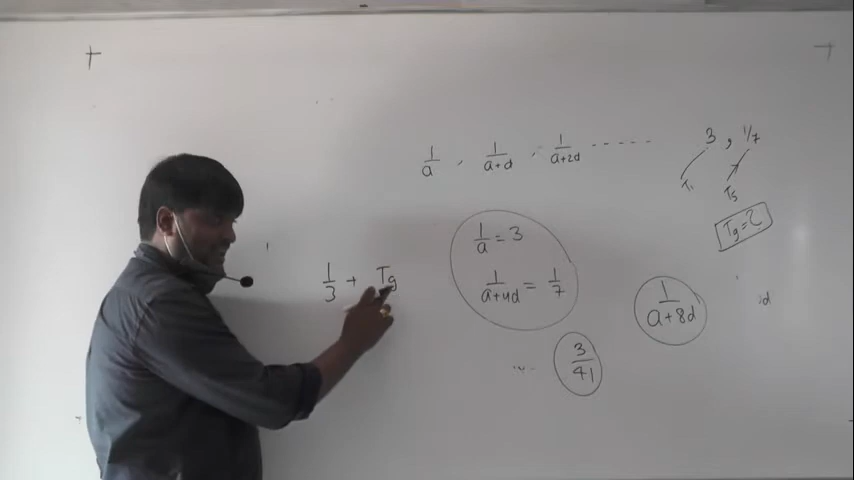 1/a , 1/(a+d) , 1/(a+2d) - - - - -
3 , 1/7
T₁ T₅
T₉ = ?
1/a = 3
1/(a+4d) = 1/7
1/3 + T₉
1/(a+8d)
3/41